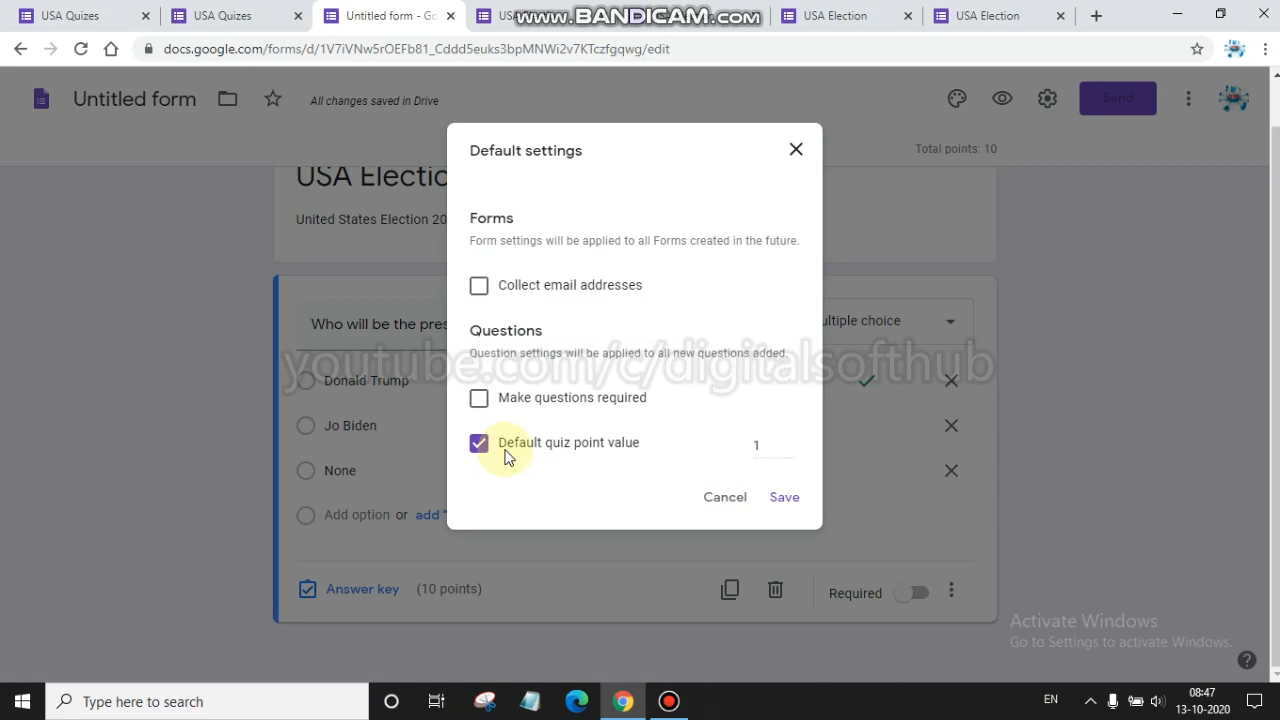 USA Quizes
USA Quizes
Untitled form - Go
USA
USA Election
USA Election
www.BANDICAM.com
docs.google.com/forms/d/1V7iVNw5rOEFb81_Cddd5euks3bpMNWi2v7KTczfgqwg/edit
Untitled form
All changes saved in Drive
Send
Total points: 10
USA Electio
United States Election 20
Default settings
Forms
Form settings will be applied to all Forms created in the future.
Collect email addresses
Questions
Question settings will be applied to all new questions added.
Make questions required
Default quiz point value
1
Cancel
Save
Who will be the pres
ultiple choice
youtube.com/c/digitalsofthub
Donald Trump
Jo Biden
None
Add option or add "
Answer key (10 points)
Required
Activate Windows
Go to Settings to activate Windows.
Type here to search
EN
08:47
13-10-2020